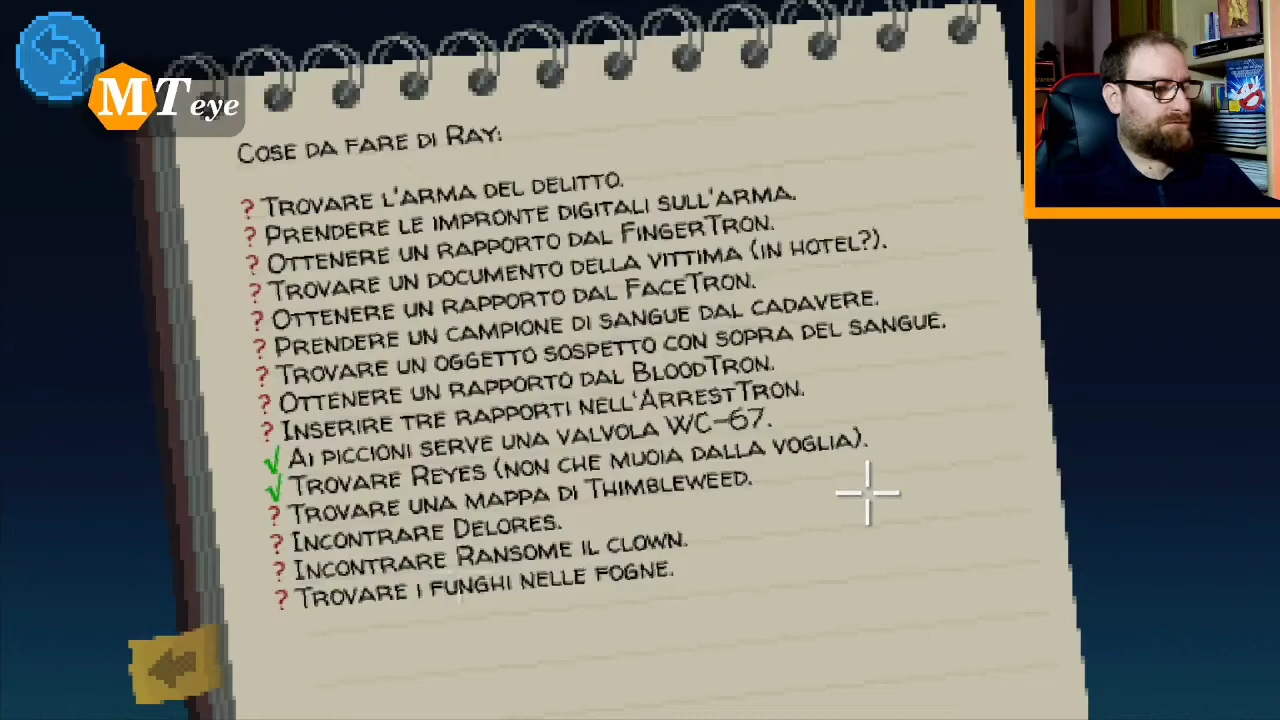 MTeye
Cose da fare di Ray:
? Trovare l'arma del delitto.
? Prendere le impronte digitali sull'arma.
? Ottenere un rapporto dal FingerTron.
? Trovare un documento della vittima (in hotel?).
? Ottenere un rapporto dal FaceTron.
? Prendere un campione di sangue dal cadavere.
? Trovare un oggetto sospetto con sopra del sangue.
? Ottenere un rapporto dal BloodTron.
? Inserire tre rapporti nell'ArrestTron.
√ Ai piccioni serve una valvola WC-67.
√ Trovare Reyes (non che muoia dalla voglia).
? Trovare una mappa di Thimbleweed.
? Incontrare Delores.
? Incontrare Ransome il clown.
? Trovare i funghi nelle fogne.